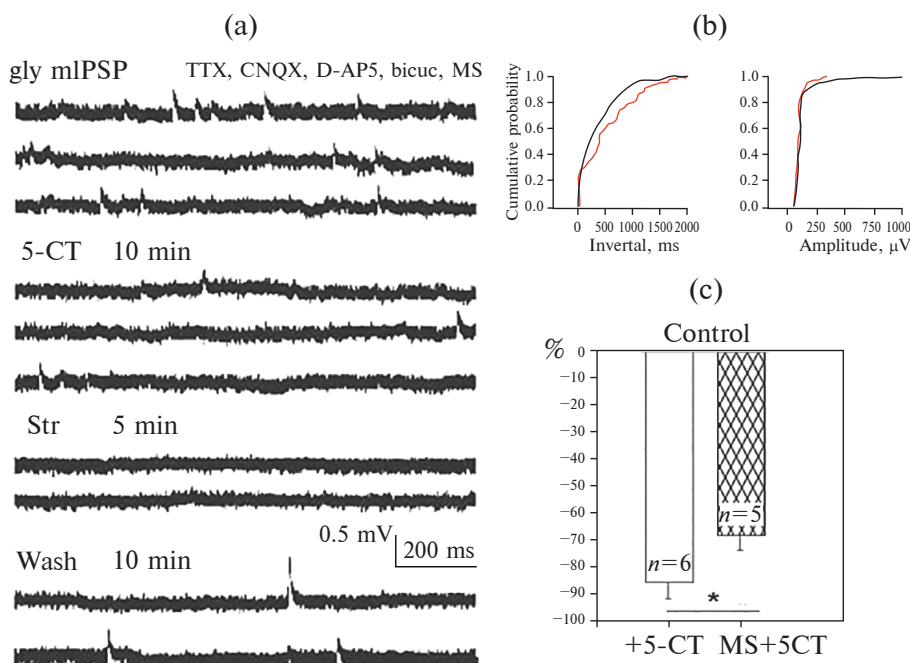 (a)
gly mlPSP TTX, CNQX, D-AP5, bicuc, MS
5-CT 10 min
Str 5 min
0.5 mV
200 ms
Wash 10 min
(b)
Cumulative probability
1.0
0.8
0.6
0.4
0.2
0.0
0 500 1000 1500 2000
Invertal, ms
1.0
0.8
0.6
0.4
0.2
0.0
0 250 500 750 1000
Amplitude, μV
(c)
Control
%
0
−10
−20
−30
−40
−50
−60
−70
−80
−90
−100
n=5
n=6
*
+5-CT MS+5CT